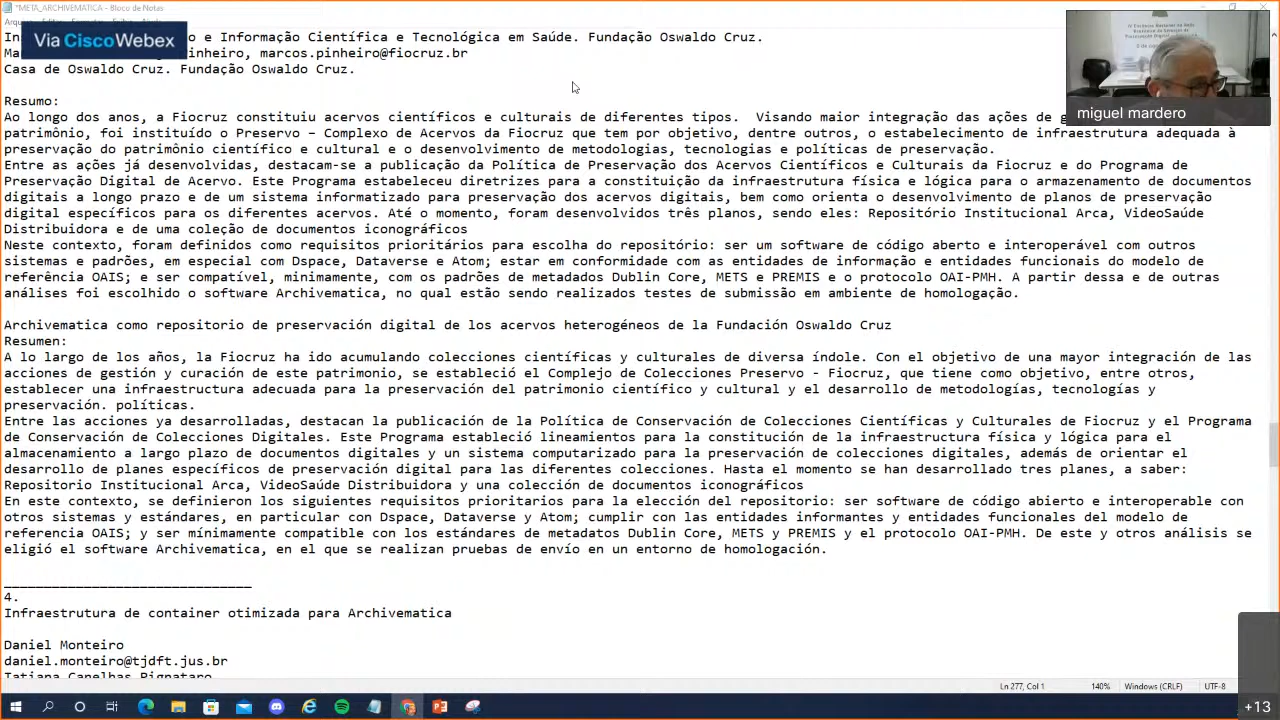 *META_ARCHIVEMATICA - Bloco de Notas
Via Cisco Webex
e Informação Científica e Tecnológica em Saúde. Fundação Oswaldo Cruz.
inheiro, marcos.pinheiro@fiocruz.br
Casa de Oswaldo Cruz. Fundação Oswaldo Cruz.
miguel mardero
Resumo:
Ao longo dos anos, a Fiocruz constituiu acervos científicos e culturais de diferentes tipos.  Visando maior integração das ações de
patrimônio, foi instituído o Preservo – Complexo de Acervos da Fiocruz que tem por objetivo, dentre outros, o estabelecimento de infraestrutura adequada à
preservação do patrimônio científico e cultural e o desenvolvimento de metodologias, tecnologias e políticas de preservação.
Entre as ações já desenvolvidas, destacam-se a publicação da Política de Preservação dos Acervos Científicos e Culturais da Fiocruz e do Programa de
Preservação Digital de Acervo. Este Programa estabeleceu diretrizes para a constituição da infraestrutura física e lógica para o armazenamento de documentos
digitais a longo prazo e de um sistema informatizado para preservação dos acervos digitais, bem como orienta o desenvolvimento de planos de preservação
digital específicos para os diferentes acervos. Até o momento, foram desenvolvidos três planos, sendo eles: Repositório Institucional Arca, VideoSaúde
Distribuidora e de uma coleção de documentos iconográficos
Neste contexto, foram definidos como requisitos prioritários para escolha do repositório: ser um software de código aberto e interoperável com outros
sistemas e padrões, em especial com Dspace, Dataverse e Atom; estar em conformidade com as entidades de informação e entidades funcionais do modelo de
referência OAIS; e ser compatível, minimamente, com os padrões de metadados Dublin Core, METS e PREMIS e o protocolo OAI-PMH. A partir dessa e de outras
análises foi escolhido o software Archivematica, no qual estão sendo realizados testes de submissão em ambiente de homologação.
Archivematica como repositorio de preservación digital de los acervos heterogéneos de la Fundación Oswaldo Cruz
Resumen:
A lo largo de los años, la Fiocruz ha ido acumulando colecciones científicas y culturales de diversa índole. Con el objetivo de una mayor integración de las
acciones de gestión y curación de este patrimonio, se estableció el Complejo de Colecciones Preservo - Fiocruz, que tiene como objetivo, entre otros,
establecer una infraestructura adecuada para la preservación del patrimonio científico y cultural y el desarrollo de metodologías, tecnologías y
preservación. políticas.
Entre las acciones ya desarrolladas, destacan la publicación de la Política de Conservación de Colecciones Científicas y Culturales de Fiocruz y el Programa
de Conservación de Colecciones Digitales. Este Programa estableció lineamientos para la constitución de la infraestructura física y lógica para el
almacenamiento a largo plazo de documentos digitales y un sistema computarizado para la preservación de colecciones digitales, además de orientar el
desarrollo de planes específicos de preservación digital para las diferentes colecciones. Hasta el momento se han desarrollado tres planes, a saber:
Repositorio Institucional Arca, VideoSaúde Distribuidora y una colección de documentos iconográficos
En este contexto, se definieron los siguientes requisitos prioritarios para la elección del repositorio: ser software de código abierto e interoperable con
otros sistemas y estándares, en particular con Dspace, Dataverse y Atom; cumplir con las entidades informantes y entidades funcionales del modelo de
referencia OAIS; y ser mínimamente compatible con los estándares de metadatos Dublin Core, METS y PREMIS y el protocolo OAI-PMH. De este y otros análisis se
eligió el software Archivematica, en el que se realizan pruebas de envío en un entorno de homologación.
_______________________________
4.
Infraestrutura de container otimizada para Archivematica
Daniel Monteiro
daniel.monteiro@tjdft.jus.br
Tatiana Canelhas Pignataro
Ln 277, Col 1
140%
Windows (CRLF)
UTF-8
+13